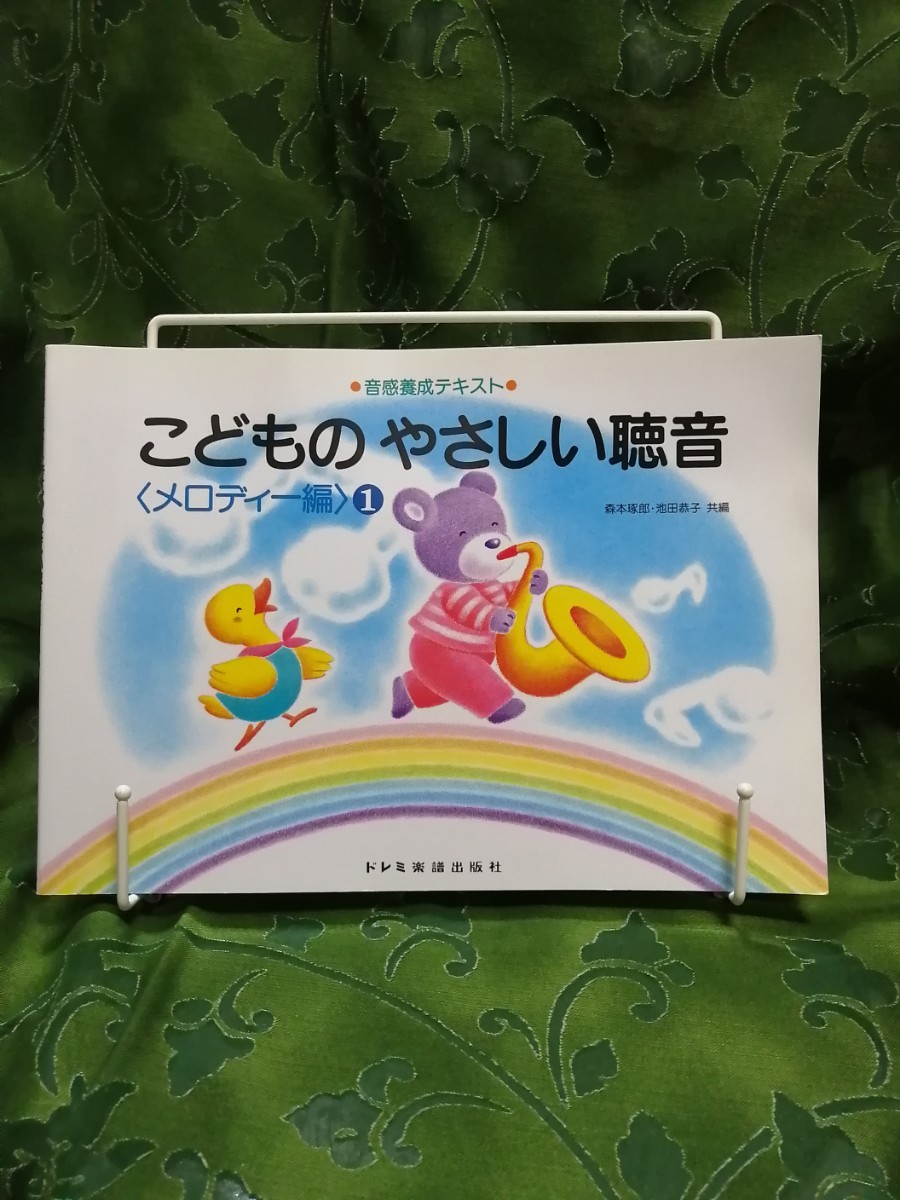 ●音感養成テキスト●
こどもの やさしい聴音
〈メロディー編〉❶
森本琢郎・池田恭子 共編
ドレミ楽譜出版社